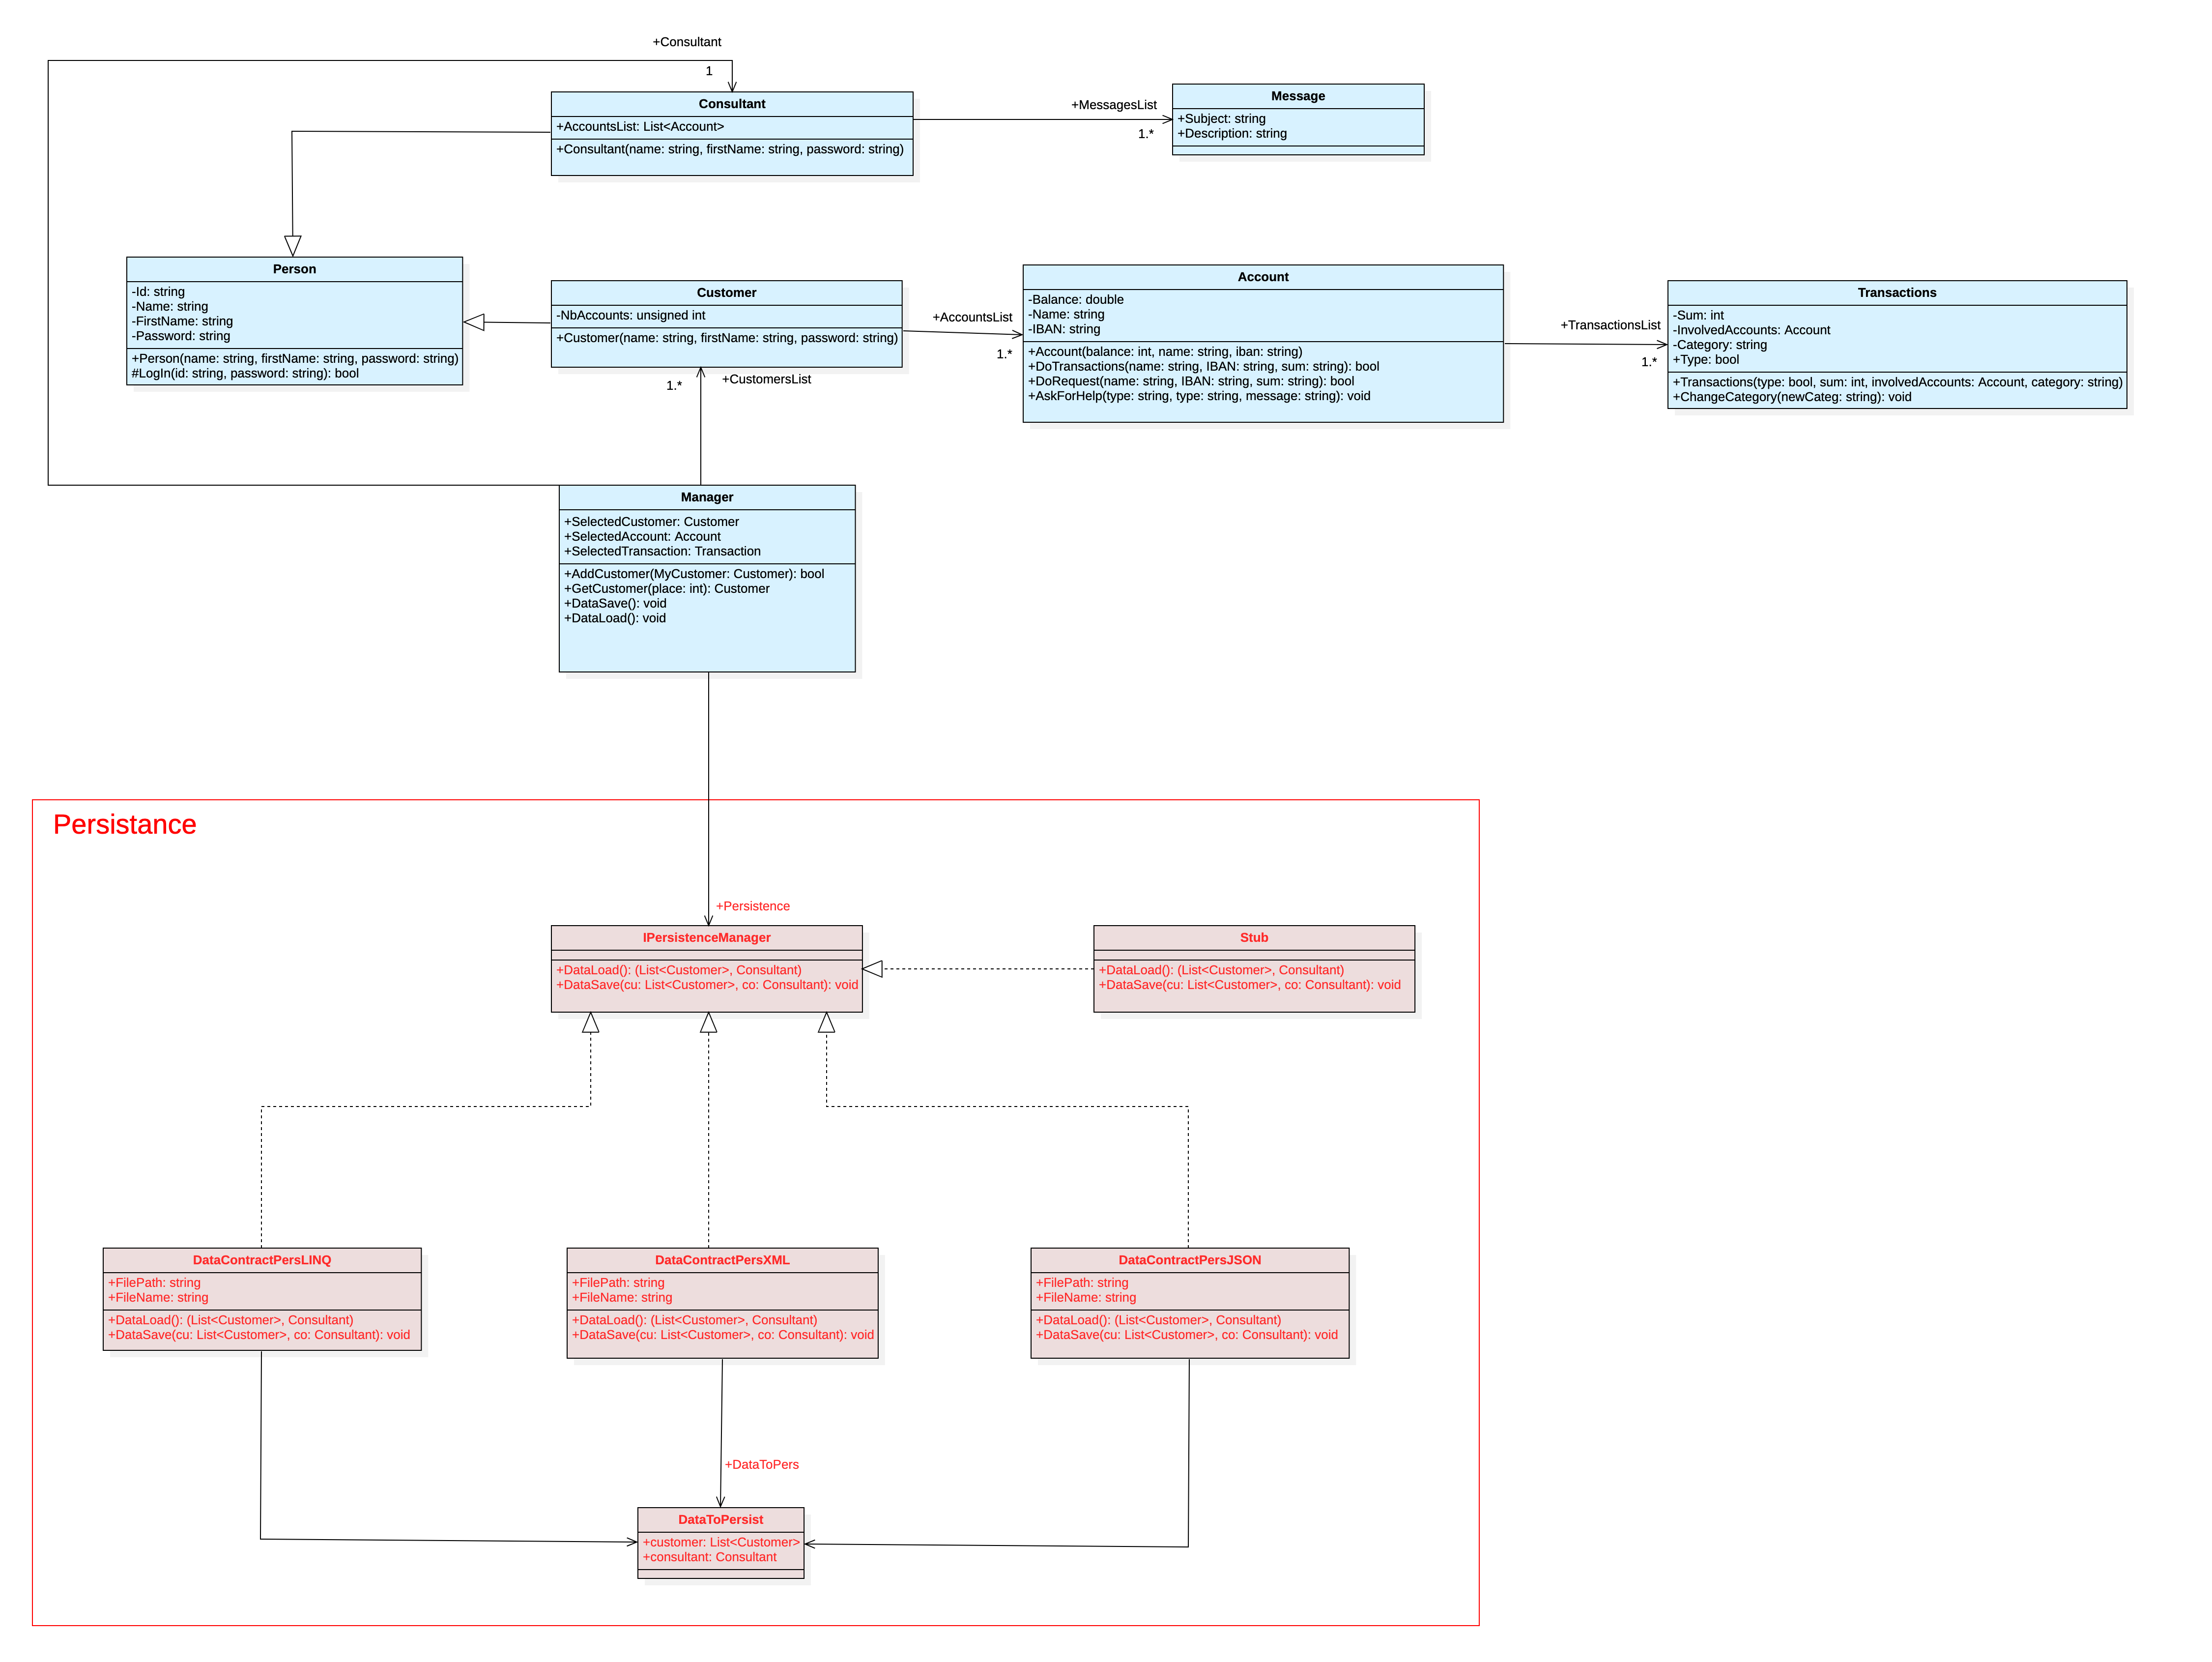 +Consultant
1
Consultant
+AccountsList: List<Account>
+Consultant(name: string, firstName: string, password: string)
+MessagesList
1.*
Message
+Subject: string
+Description: string
Person
-Id: string
-Name: string
-FirstName: string
-Password: string
+Person(name: string, firstName: string, password: string)
#LogIn(id: string, password: string): bool
Customer
-NbAccounts: unsigned int
+Customer(name: string, firstName: string, password: string)
+AccountsList
1.*
Account
-Balance: double
-Name: string
-IBAN: string
+Account(balance: int, name: string, iban: string)
+DoTransactions(name: string, IBAN: string, sum: string): bool
+DoRequest(name: string, IBAN: string, sum: string): bool
+AskForHelp(type: string, type: string, message: string): void
+TransactionsList
1.*
Transactions
-Sum: int
-InvolvedAccounts: Account
-Category: string
+Type: bool
+Transactions(type: bool, sum: int, involvedAccounts: Account, category: string)
+ChangeCategory(newCateg: string): void
1.*
+CustomersList
Manager
+SelectedCustomer: Customer
+SelectedAccount: Account
+SelectedTransaction: Transaction
+AddCustomer(MyCustomer: Customer): bool
+GetCustomer(place: int): Customer
+DataSave(): void
+DataLoad(): void
Persistance
+Persistence
IPersistenceManager
+DataLoad(): (List<Customer>, Consultant)
+DataSave(cu: List<Customer>, co: Consultant): void
Stub
+DataLoad(): (List<Customer>, Consultant)
+DataSave(cu: List<Customer>, co: Consultant): void
DataContractPersLINQ
+FilePath: string
+FileName: string
+DataLoad(): (List<Customer>, Consultant)
+DataSave(cu: List<Customer>, co: Consultant): void
DataContractPersXML
+FilePath: string
+FileName: string
+DataLoad(): (List<Customer>, Consultant)
+DataSave(cu: List<Customer>, co: Consultant): void
DataContractPersJSON
+FilePath: string
+FileName: string
+DataLoad(): (List<Customer>, Consultant)
+DataSave(cu: List<Customer>, co: Consultant): void
+DataToPers
DataToPersist
+customer: List<Customer>
+consultant: Consultant